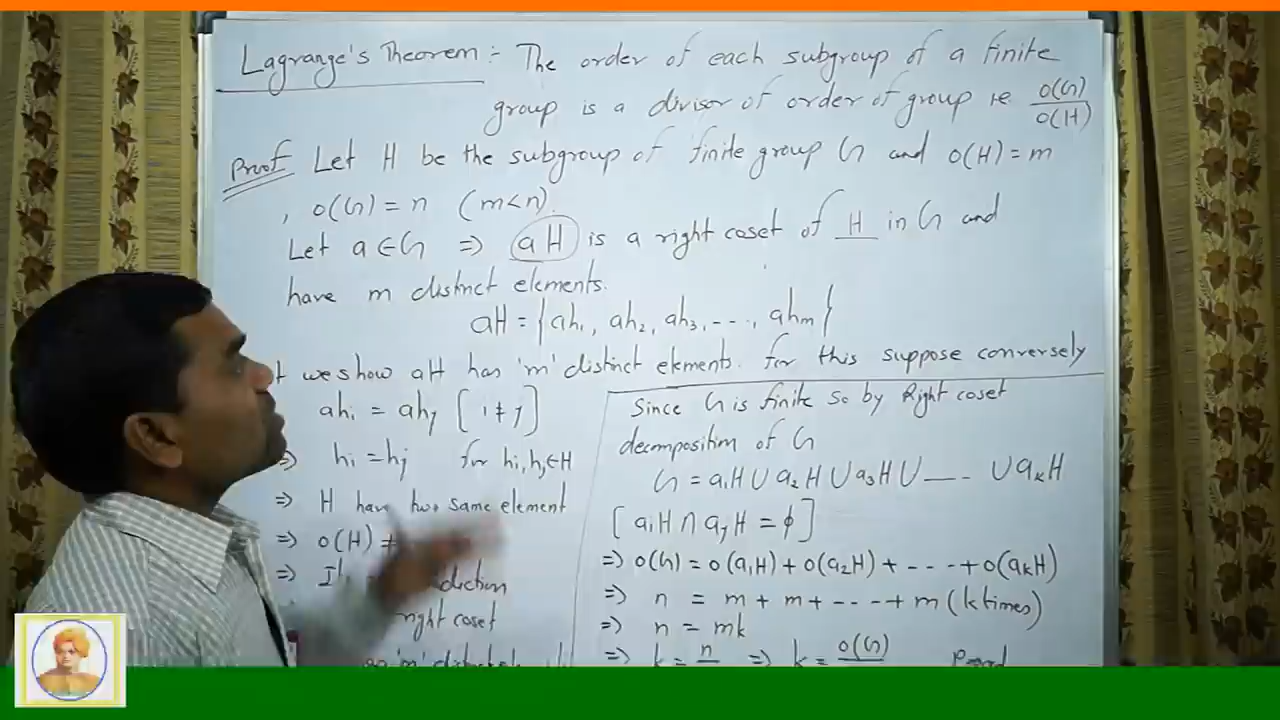 Lagrange's Theorem :- The order of each subgroup of a finite
group is a divisor of order of group ie O(G)/O(H)
Proof Let H be the subgroup of finite group G and O(H) = m
, O(G) = n (m<n)
Let a ∈ G ⇒ aH is a right coset of H in G and
have m distinct elements.
aH = {ah1, ah2, ah3, ---, ahm}
we show aH has 'm' distinct elements. for this suppose conversely
ahi = ahj [i ≠ j]
⇒ hi = hj for hi, hj ∈ H
⇒ H have two same element
⇒ O(H) ≠
⇒
right coset
Since G is finite so by Right coset
decomposition of G
G = a1H ∪ a2H ∪ a3H ∪ --- ∪ akH
[aiH ∩ ajH = ϕ]
⇒ O(G) = O(a1H) + O(a2H) + ---- + O(akH)
⇒ n = m + m + ---- + m (k times)
⇒ n = mk
⇒ k = n ⇒ k = O(G)